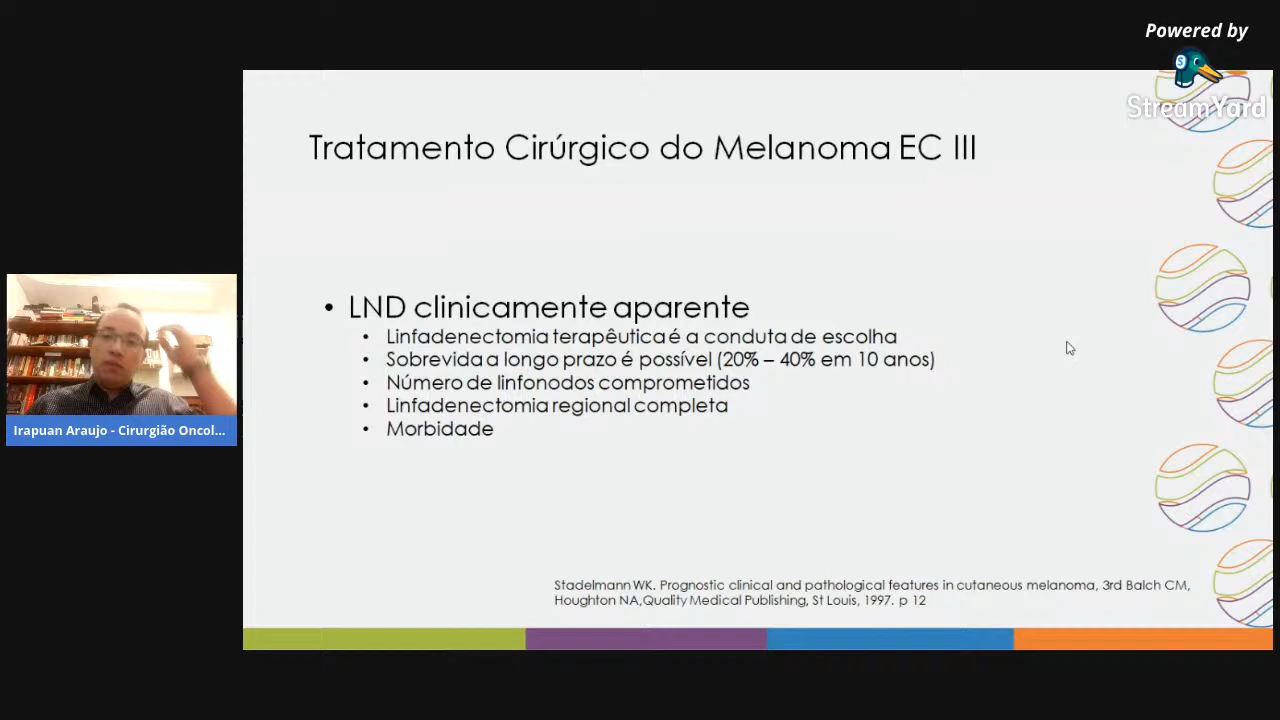 Powered by
S
StreamYard
Tratamento Cirúrgico do Melanoma EC III
• LND clinicamente aparente
• Linfadenectomia terapêutica é a conduta de escolha
• Sobrevida a longo prazo é possível (20% – 40% em 10 anos)
• Número de linfonodos comprometidos
• Linfadenectomia regional completa
• Morbidade
Irapuan Araujo - Cirurgião Oncol...
Stadelmann WK. Prognostic clinical and pathological features in cutaneous melanoma, 3rd Balch CM,
Houghton NA,Quality Medical Publishing, St Louis, 1997. p 12